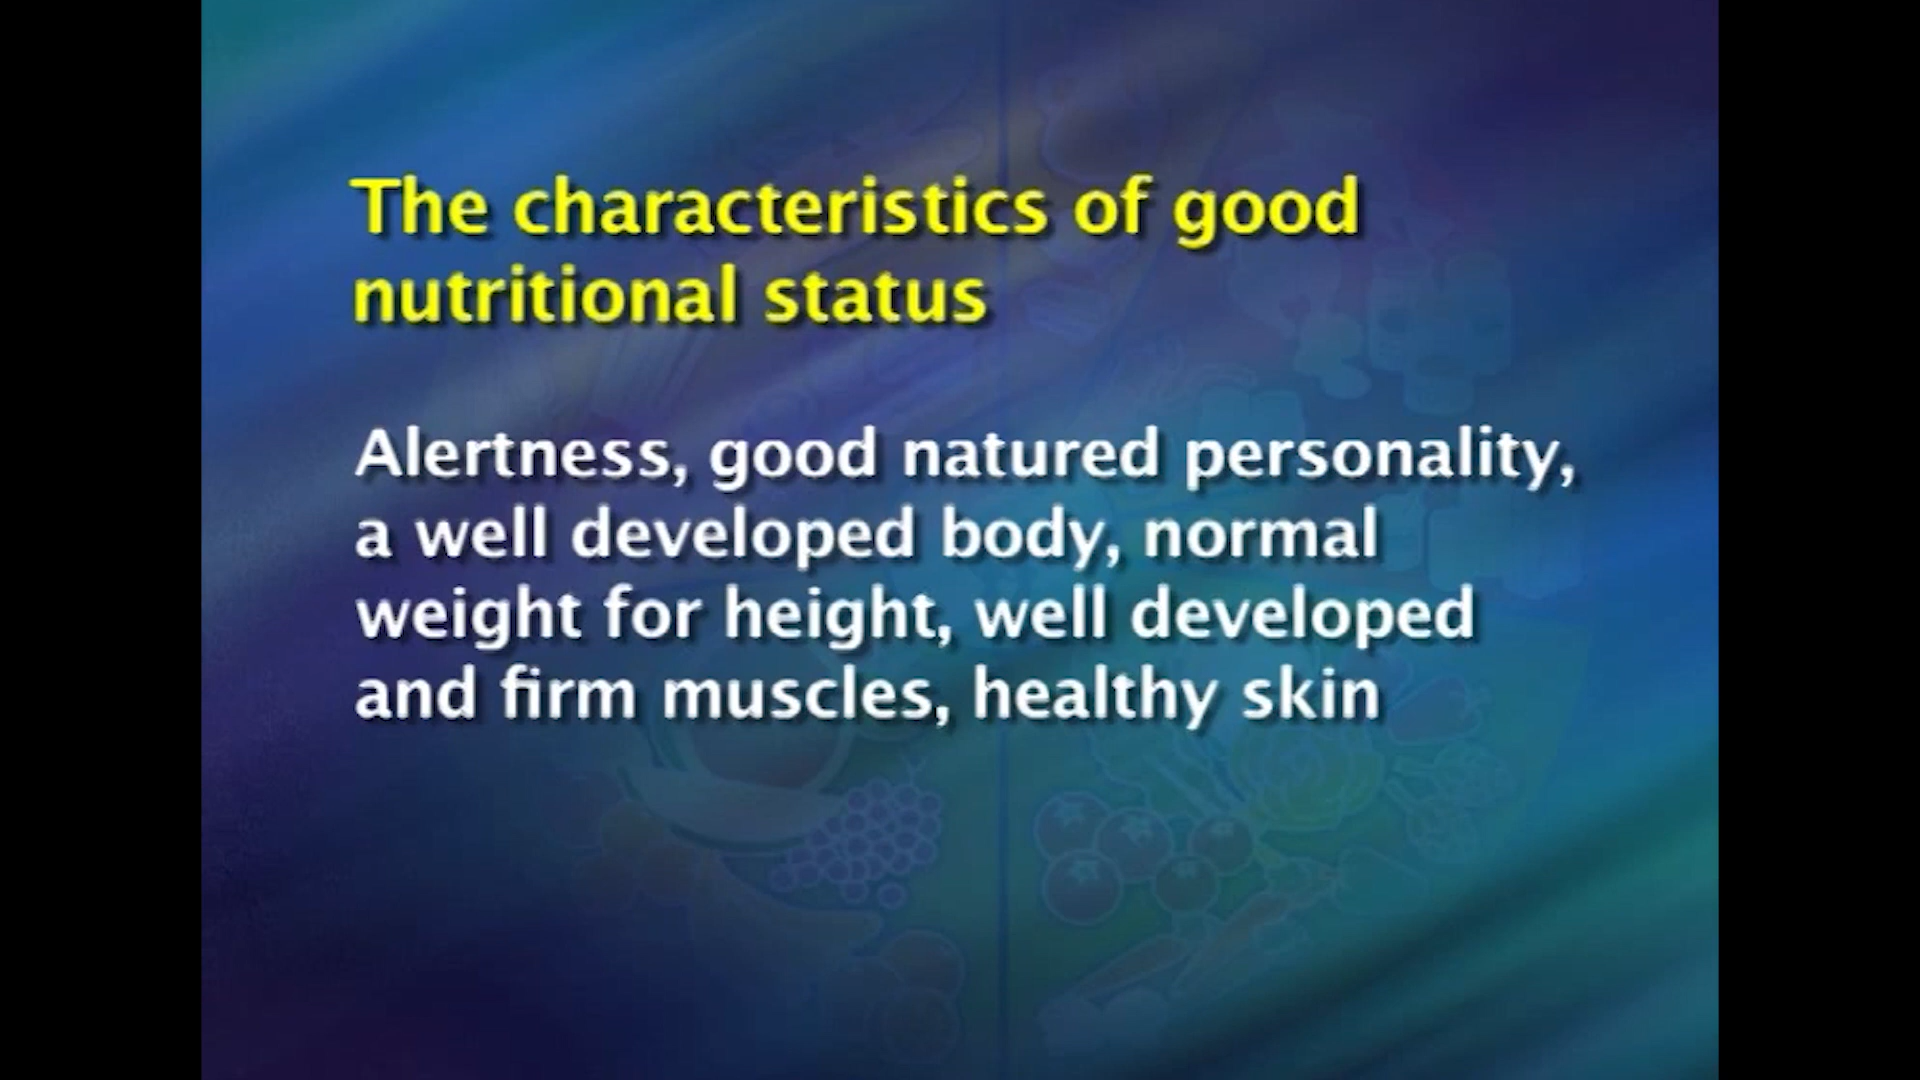 The characteristics of good
nutritional status
Alertness, good natured personality,
a well developed body, normal
weight for height, well developed
and firm muscles, healthy skin